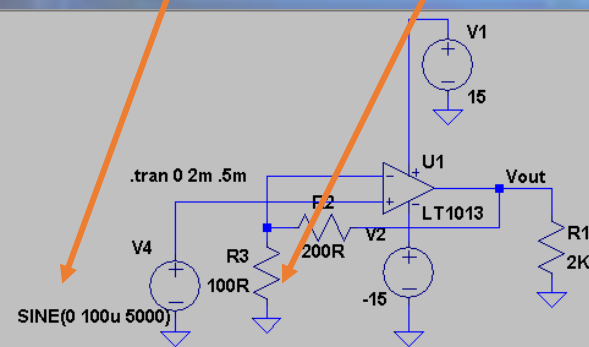 V1
15
.tran 0 2m .5m
U1
Vout
LT1013
R2
200R
V2
-15
R1
2K
V4
R3
100R
SINE(0 100u 5000)